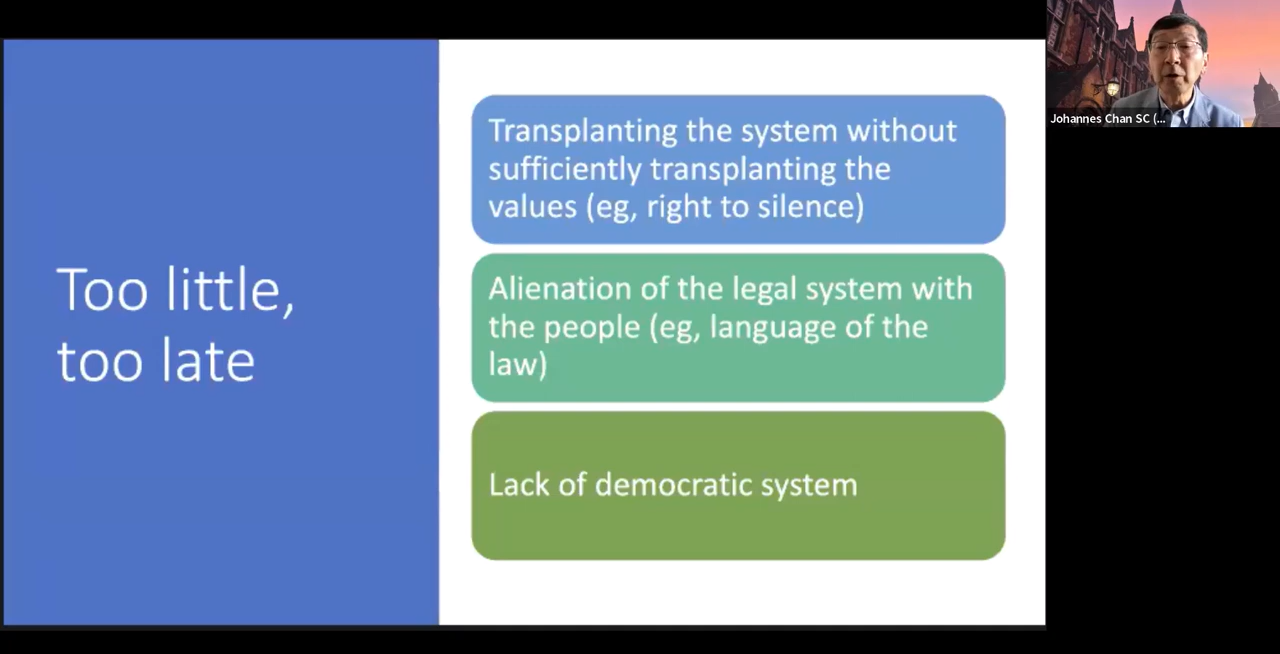 Too little,
too late
Transplanting the system without
sufficiently transplanting the
values (eg, right to silence)
Alienation of the legal system with
the people (eg, language of the
law)
Lack of democratic system
Johannes Chan SC (...